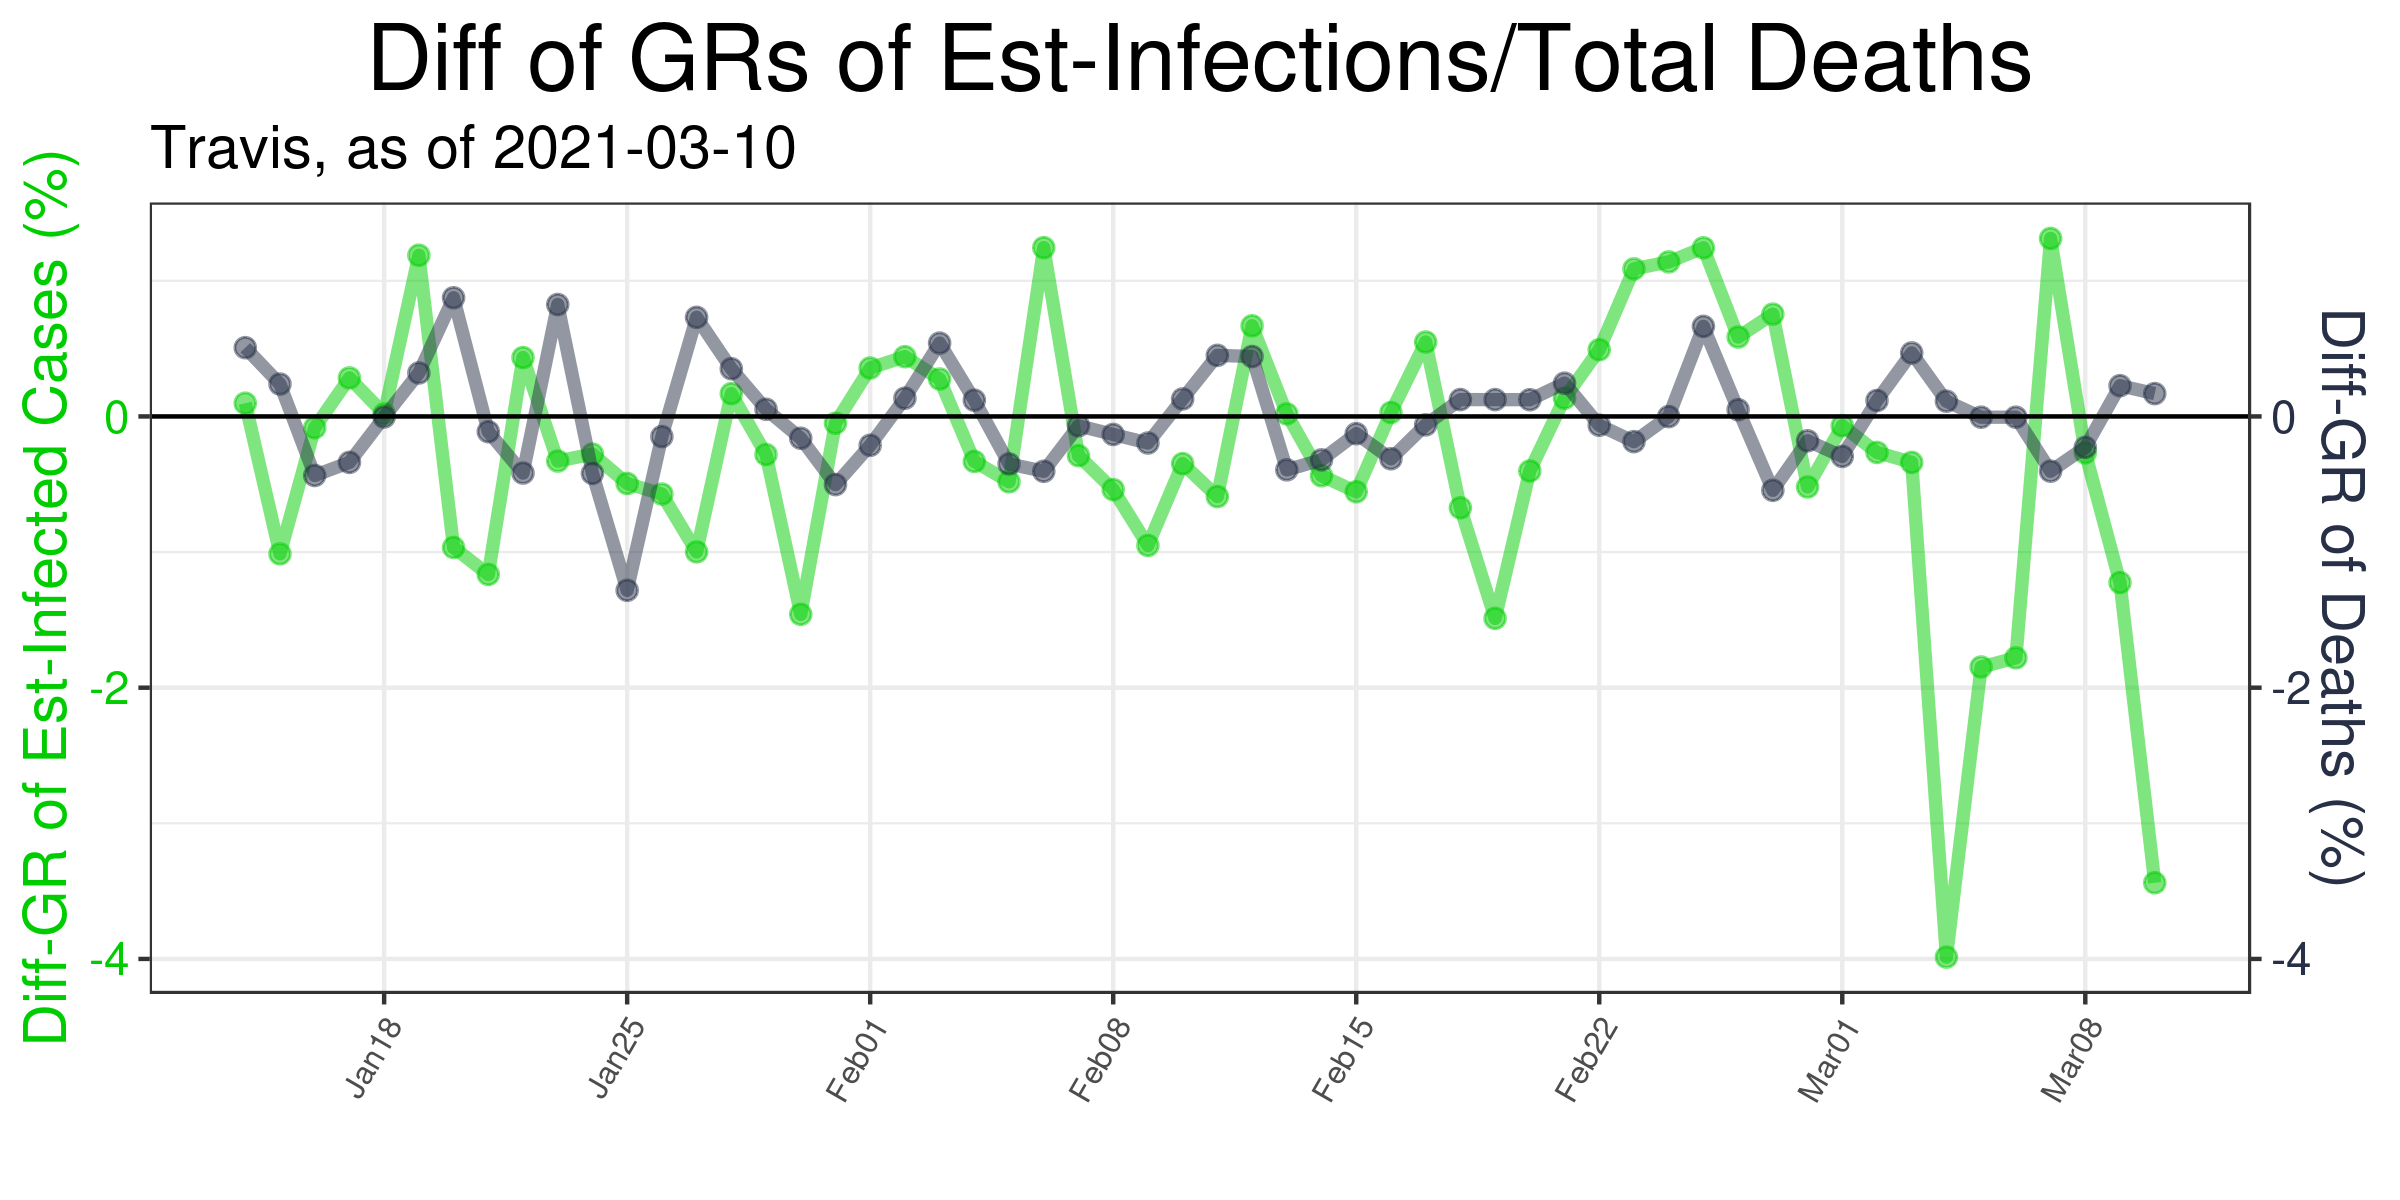 Diff of GRs of Est-Infections/Total Deaths
Travis, as of 2021-03-10
Diff-GR of Est-Infected Cases (%)
0
-2
-4
0
-2
-4
Diff-GR of Deaths (%)
Jan18
Jan25
Feb01
Feb08
Feb15
Feb22
Mar01
Mar08